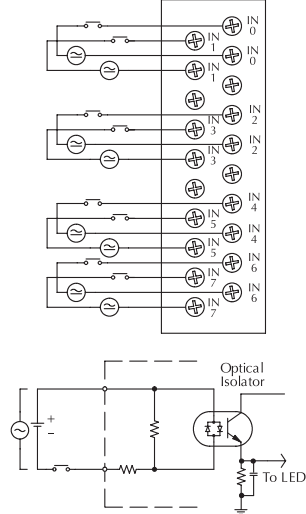 IN
0
IN
1
IN
0
IN
1
IN
2
IN
3
IN
2
IN
3
IN
4
IN
5
IN
4
IN
5
IN
6
IN
7
IN
6
IN
7
Optical
Isolator
+
−
To LED